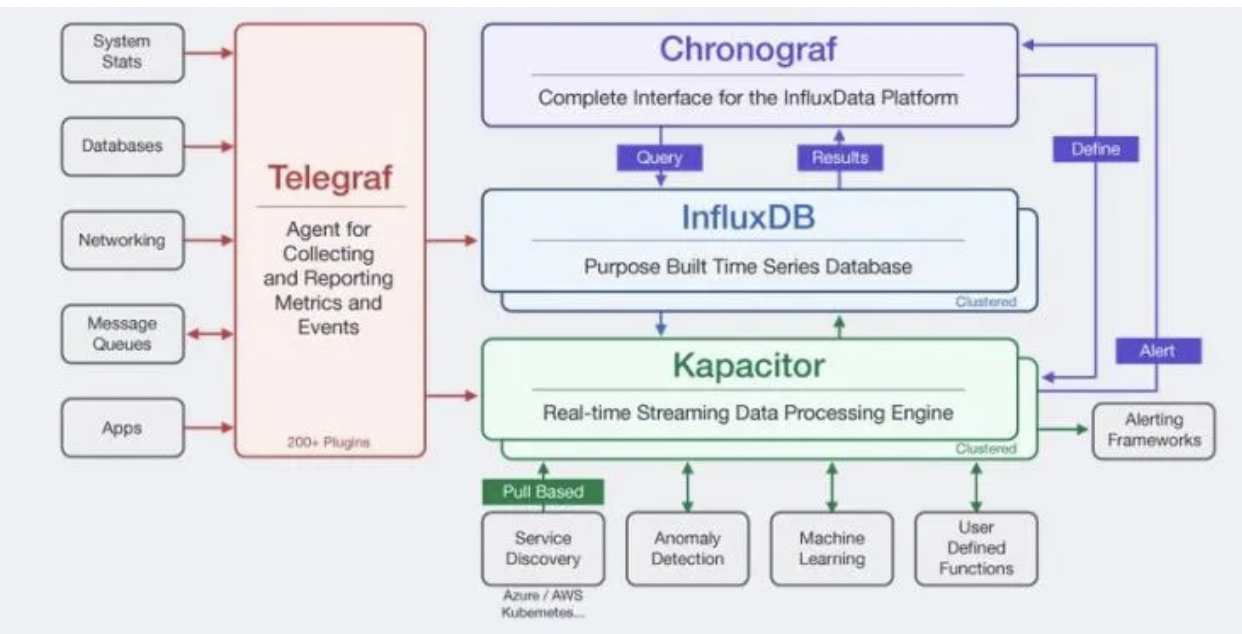 System
Stats
Databases
Networking
Message
Queues
Apps
Telegraf
Agent for
Collecting
and Reporting
Metrics and
Events
200+ Plugins
Chronograf
Complete Interface for the InfluxData Platform
Query
Results
Define
InfluxDB
Purpose Built Time Series Database
Clustered
Alert
Kapacitor
Real-time Streaming Data Processing Engine
Clustered
Alerting
Frameworks
Pull Based
Service
Discovery
Azure / AWS
Kubernetes...
Anomaly
Detection
Machine
Learning
User
Defined
Functions